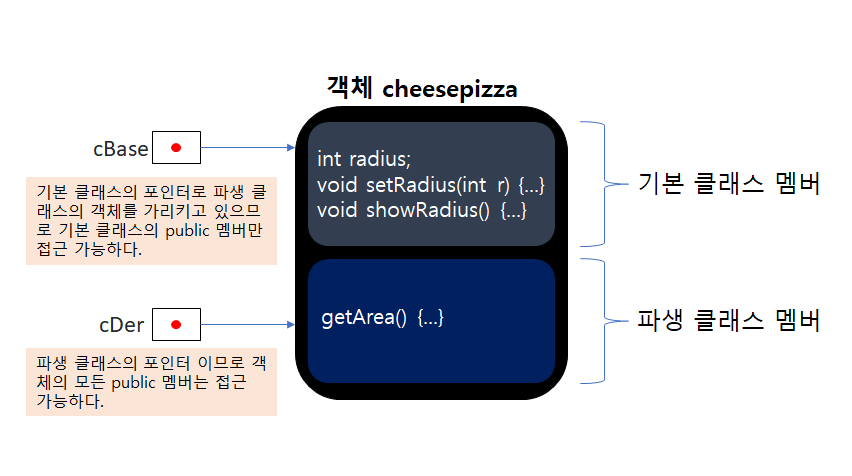 객체 cheesepizza
cBase
기본 클래스의 포인터로 파생 클
래스의 객체를 가리키고 있으므
로 기본 클래스의 public 멤버만
접근 가능하다.
int radius;
void setRadius(int r) {...}
void showRadius() {...}
기본 클래스 멤버
cDer
파생 클래스의 포인터 이므로 객
체의 모든 public 멤버는 접근
가능하다.
getArea() {...}
파생 클래스 멤버